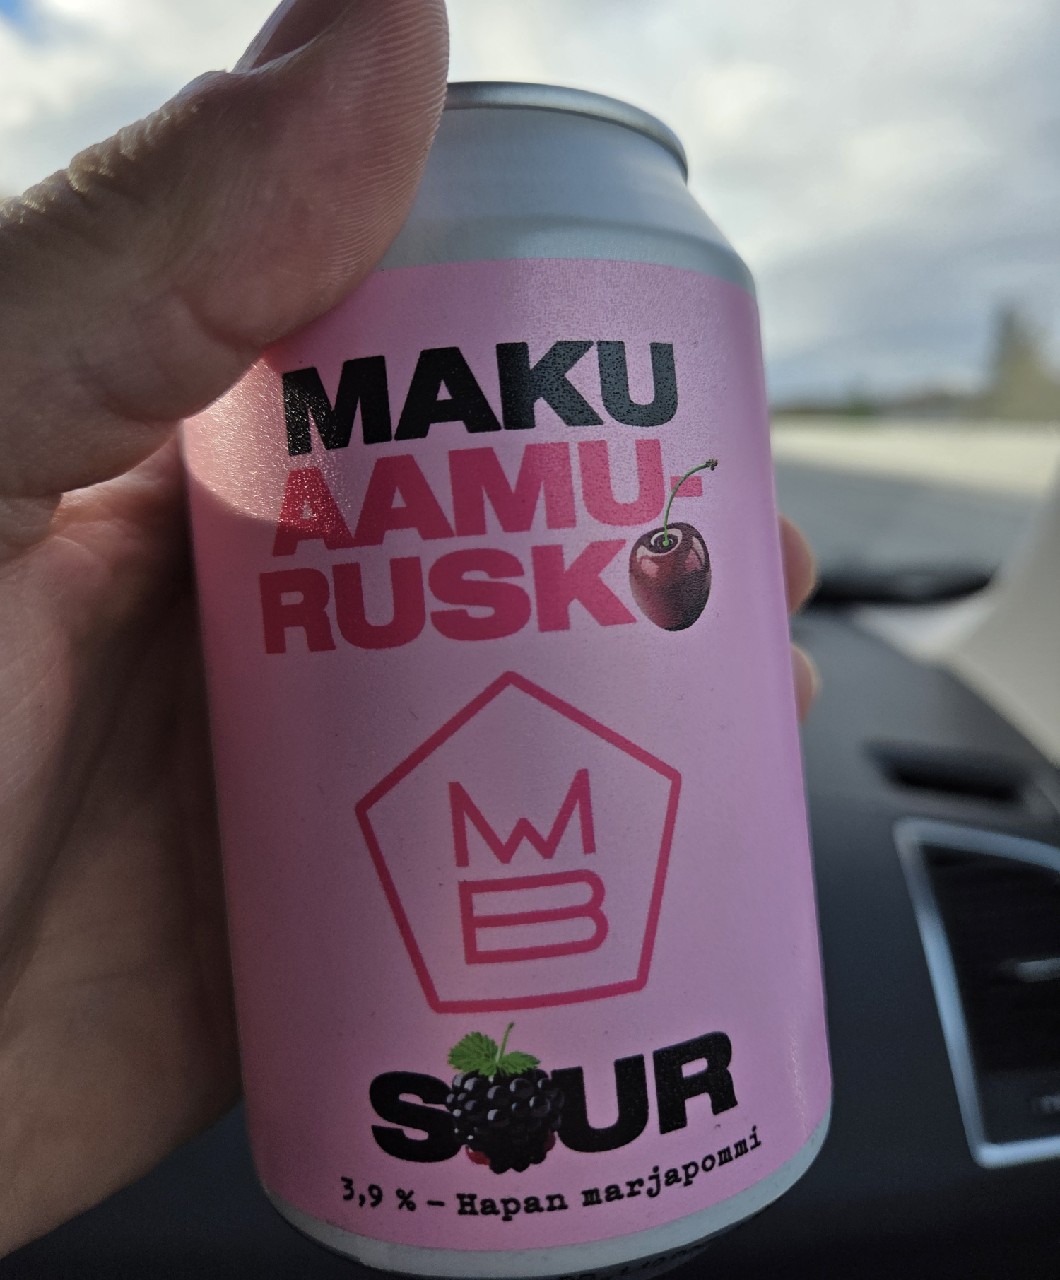 MAKU
AAMU-
RUSKO
MB
SOUR
3,9 % – Hapan marjapommi